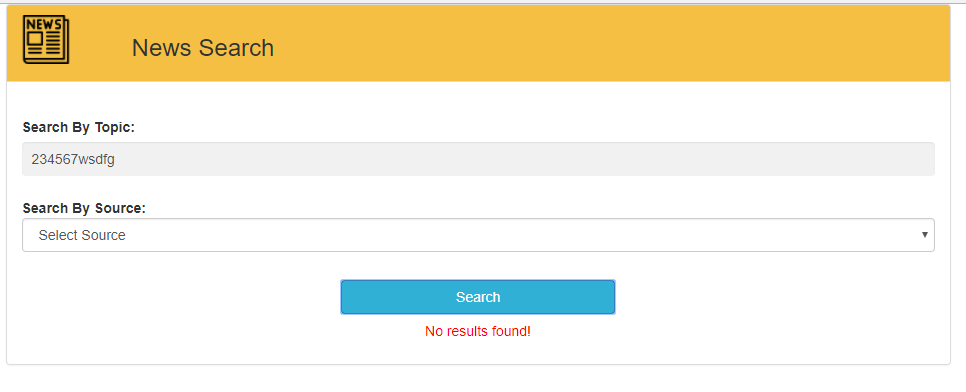 NEWS
News Search
Search By Topic:
234567wsdfg
Search By Source:
Select Source
Search
No results found!